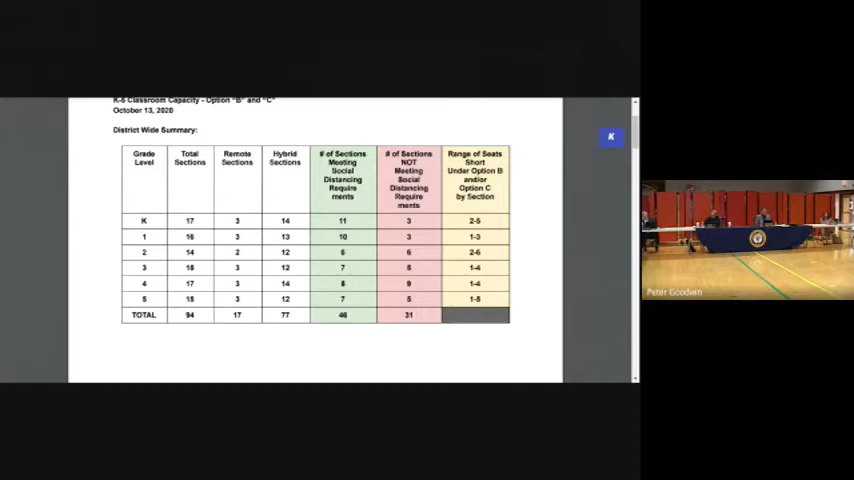 K-5 Classroom Capacity - Option "B" and "C"
October 13, 2020
District Wide Summary:
Grade Level | Total Sections | Remote Sections | Hybrid Sections | # of Sections Meeting Social Distancing Require ments | # of Sections NOT Meeting Social Distancing Require ments | Range of Seats Short Under Option B and/or Option C by Section
K 17 3 14 11 3 2-5
1 16 3 13 10 3 1-3
2 14 2 12 6 6 2-6
3 15 3 12 7 5 1-4
4 17 3 14 5 9 1-4
5 15 3 12 7 5 1-5
TOTAL 94 17 77 46 31
K
Peter Goodwin